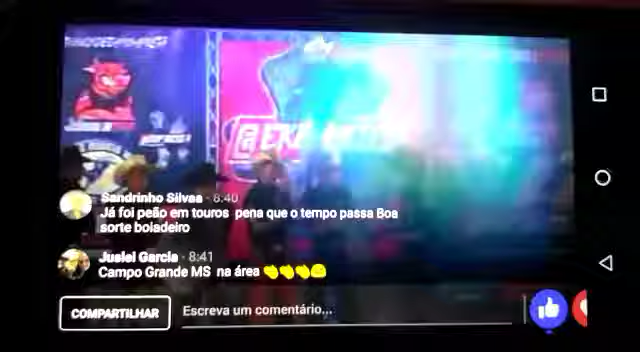 Sandrinho Silvaa · 8:40
Já foi peão em touros pena que o tempo passa Boa
sorte boiadeiro
Jusiel Garcia · 8:41
Campo Grande MS na área 👏👏👏🤗
COMPARTILHAR
Escreva um comentário...